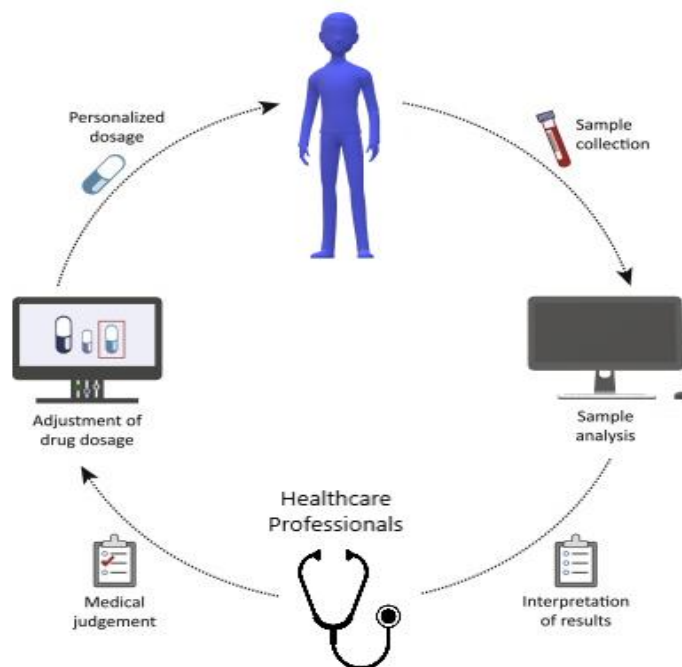 Personalized
dosage
Sample
collection
Adjustment of
drug dosage
Sample
analysis
Healthcare
Professionals
Medical
judgement
Interpretation
of results